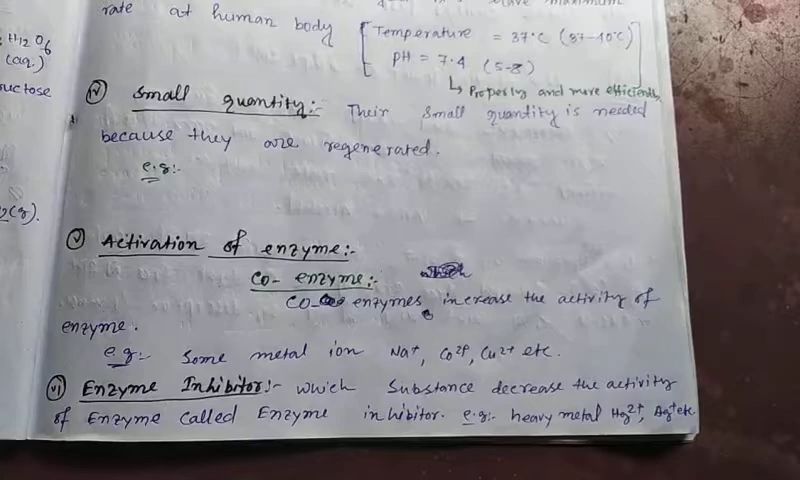 rate at human body
[Temperature = 37°C (37-40°C)
H12O6
(aq.)
pH = 7.4 (5-8)]
uctose
↳ Properly and more efficiently
(iv) Small quantity:- Their small quantity is needed
because they are regenerated.
e.g:-
(v) Activation of enzyme:-
Co-enzyme:-
Co- enzymes increase the activity of
enzyme.
e.g:- Some metal ion Na+, Co2+, Cu2+ etc.
(vi) Enzyme Inhibitor:- which substance decrease the activity
of Enzyme called Enzyme inhibitor. e.g:- heavy metal Hg2+, Ag+ etc.